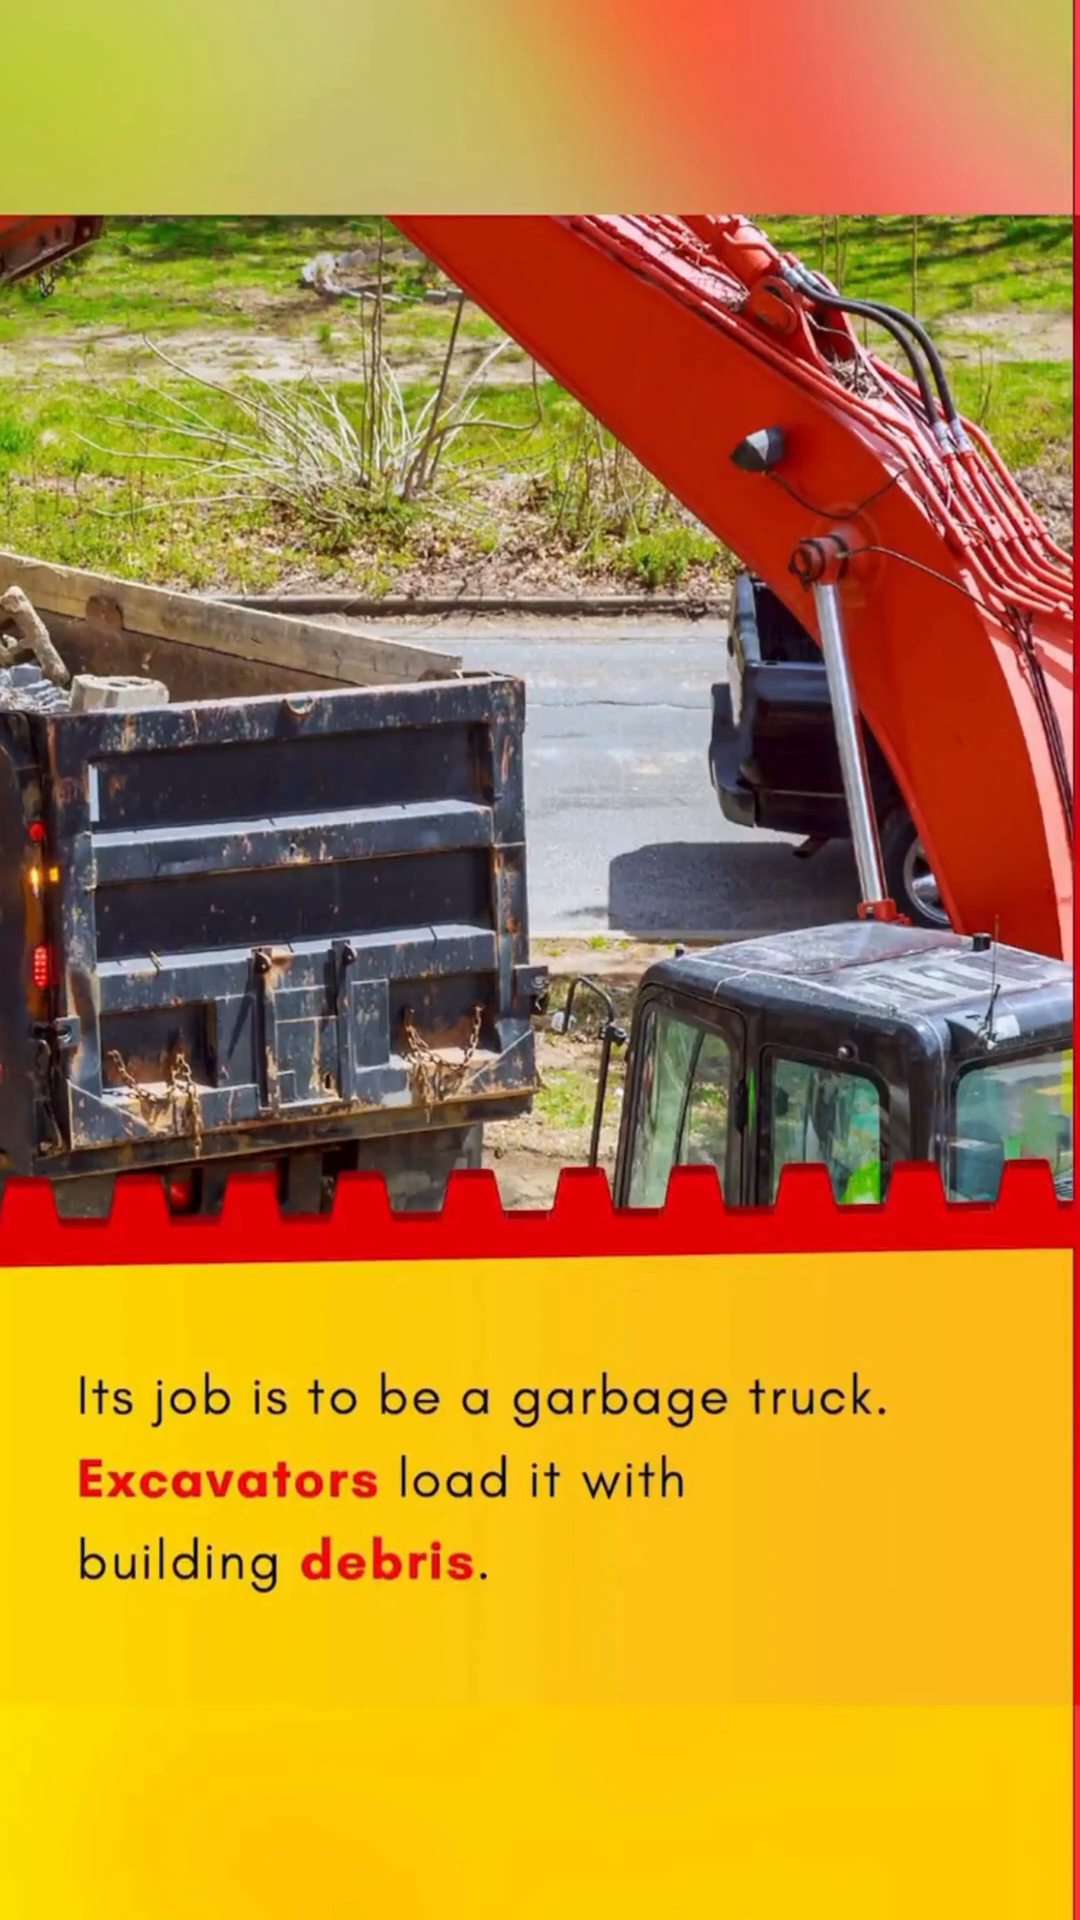 Its job is to be a garbage truck.
Excavators load it with
building debris.